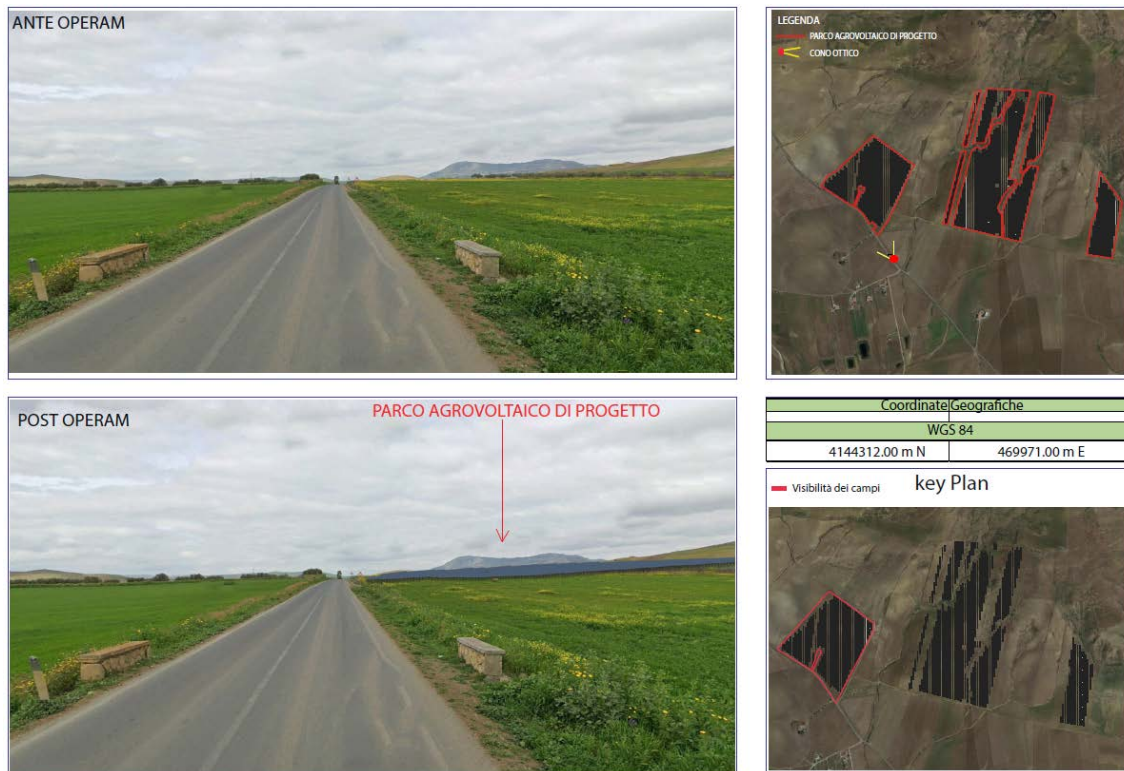 ANTE OPERAM
LEGENDA
PARCO AGROVOLTAICO DI PROGETTO
CONO OTTICO
POST OPERAM
PARCO AGROVOLTAICO DI PROGETTO
Coordinate Geografiche
WGS 84
4144312.00 m N 469971.00 m E
Visibilità dei campi
key Plan